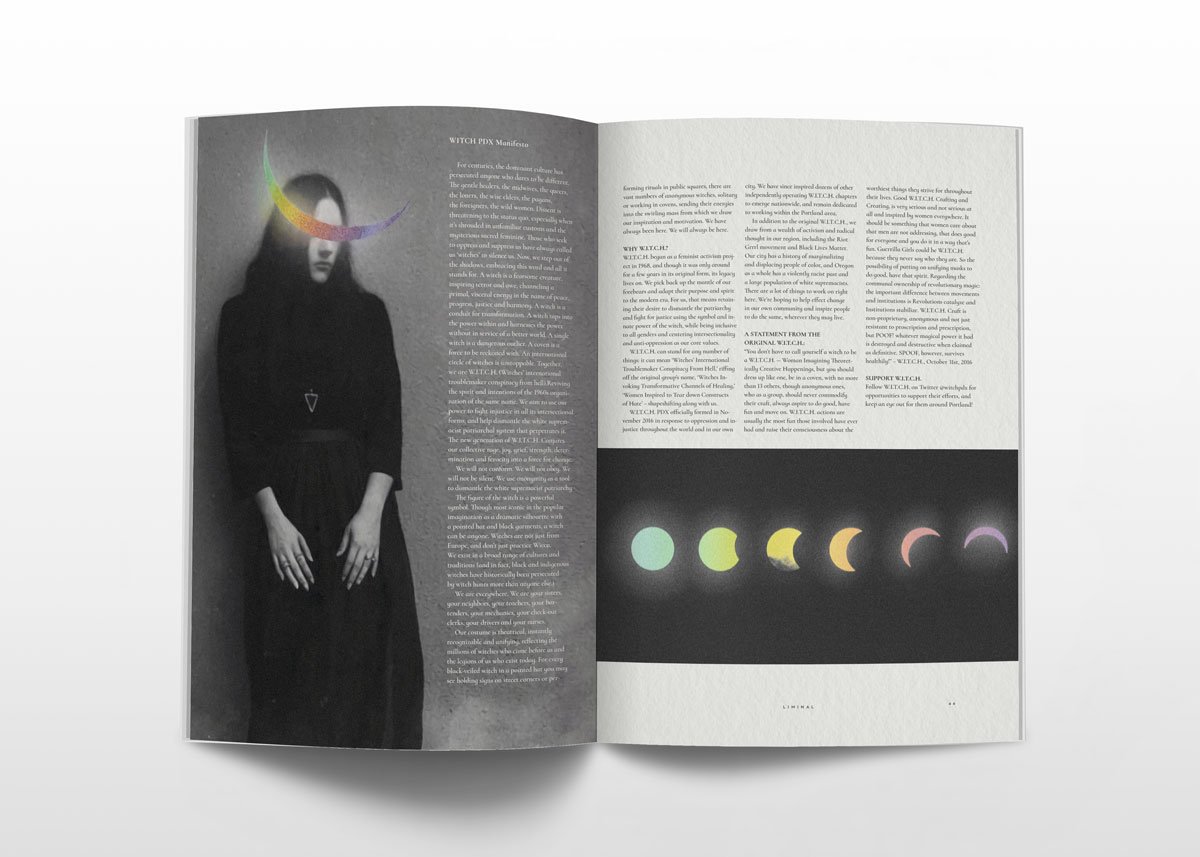 WITCH PDX Manifesto
For centuries, the dominant culture has
persecuted anyone who dares to be different.
The gentle healers, the midwives, the queers,
the loners, the wise elders, the pagans,
the foreigners, the wild women. Dissent is
threatening to the status quo, especially when
it's shrouded in unfamiliar customs and the
mysterious sacred feminine. Those who seek
to oppress and suppress us have always called
us 'witches' to silence us. Now, we step out of
the shadows, embracing this word and all it
stands for. A witch is a fearsome creature
inspiring terror and awe, channeling a
primal, visceral energy in the name of peace,
progress, justice and harmony. A witch is a
conduit for transformation. A witch taps into
the power within and harnesses the power
without in service of a better world. A single
witch is a dangerous outlier. A coven is a
force to be reckoned with. An international
circle of witches is unstoppable. Together,
we are W.I.T.C.H. (Witches' international
troublemaker conspiracy from hell). Reviving
the spirit and intentions of the 1960s organi-
zation of the same name. We aim to use our
power to fight injustice in all its intersectional
forms, and help dismantle the white suprem-
acist patriarchal system that perpetuates it.
The new generation of W.I.T.C.H. Conjures
our collective rage, joy, grief, strength, deter-
mination and ferocity into a force for change.
We will not conform. We will not obey. We
will not be silent. We use anonymity as a tool
to dismantle the white supremacist patriarchy.
The figure of the witch is a powerful
symbol. Though most iconic in the popular
imagination as a dramatic silhouette with
a pointed hat and black garments, a witch
can be anyone. Witches are not just from
Europe, and don't just practice Wicca.
We exist in a broad range of cultures and
traditions (and in fact, black and indigenous
witches have historically been persecuted
by witch hunts more than anyone else.)
We are everywhere. We are your sisters,
your neighbors, your teachers, your bar-
tenders, your mechanics, your check-out
clerks, your drivers and your nurses.
Our costume is theatrical, instantly
recognizable and unifying, reflecting the
millions of witches who came before us and
the legions of us who exist today. For every
black-veiled witch in a pointed hat you may
see holding signs on street corners or per-
forming rituals in public squares, there are
vast numbers of anonymous witches, solitary
or working in covens, sending their energies
into the swirling mass from which we draw
our inspiration and motivation. We have
always been here. We will always be here.
WHY W.I.T.C.H.?
W.I.T.C.H. began as a feminist activism proj-
ect in 1968, and though it was only around
for a few years in its original form, its legacy
lives on. We pick back up the mantle of our
forebears and adapt their purpose and spirit
to the modern era. For us, that means retain-
ing their desire to dismantle the patriarchy
and fight for justice using the symbol and in-
nate power of the witch, while being inclusive
to all genders and centering intersectionality
and anti-oppression as our core values.
W.I.T.C.H. can stand for any number of
things it can mean 'Witches' International
Troublemaker Conspiracy From Hell,' riffing
off the original group's name, 'Witches In-
voking Transformative Channels of Healing,'
'Women Inspired to Tear down Constructs
of Hate' - shapeshifting along with us.
W.I.T.C.H. PDX officially formed in No-
vember 2016 in response to oppression and in-
justice throughout the world and in our own
city. We have since inspired dozens of other
independently operating W.I.T.C.H. chapters
to emerge nationwide, and remain dedicated
to working within the Portland area.
In addition to the original W.I.T.C.H., we
draw from a wealth of activism and radical
thought in our region, including the Riot
Grrrl movement and Black Lives Matter.
Our city has a history of marginalizing
and displacing people of color, and Oregon
as a whole has a violently racist past and
a large population of white supremacists.
There are a lot of things to work on right
here. We're hoping to help effect change
in our own community and inspire people
to do the same, wherever they may live.
A STATEMENT FROM THE
ORIGINAL W.I.T.C.H.:
"You don't have to call yourself a witch to be
a W.I.T.C.H. – Women Imagining Theoret-
ically Creative Happenings, but you should
dress up like one, be in a coven, with no more
than 13 others, though anonymous ones,
who as a group, should never commodify
their craft, always aspire to do good, have
fun and move on. W.I.T.C.H. actions are
usually the most fun those involved have ever
had and raise their consciousness about the
worthiest things they strive for throughout
their lives. Good W.I.T.C.H. Crafting and
Creating, is very serious and not serious at
all and inspired by women everywhere. It
should be something that women care about
that men are not addressing, that does good
for everyone and you do it in a way that's
fun. Guerrillo Girls could be W.I.T.C.H.
because they never say who they are. So the
possibility of putting on unifying masks to
do good, have that spirit. Regarding the
communal ownership of revolutionary magic:
the important difference between movements
and institutions is Revolutions catalyze and
Institutions stabilize. W.I.T.C.H. Craft is
non-proprietary, anonymous and not just
resistant to proscription and prescription,
but POOF! whatever magical power it had
is destroyed and destructive when claimed
as definitive. SPOOF, however, survives
healthily!" - W.I.T.C.H., October 31st, 2016
SUPPORT W.I.T.C.H.
Follow W.I.T.C.H. on Twitter @witchpdx for
opportunities to support their efforts, and
keep an eye out for them around Portland!
LIMINAL